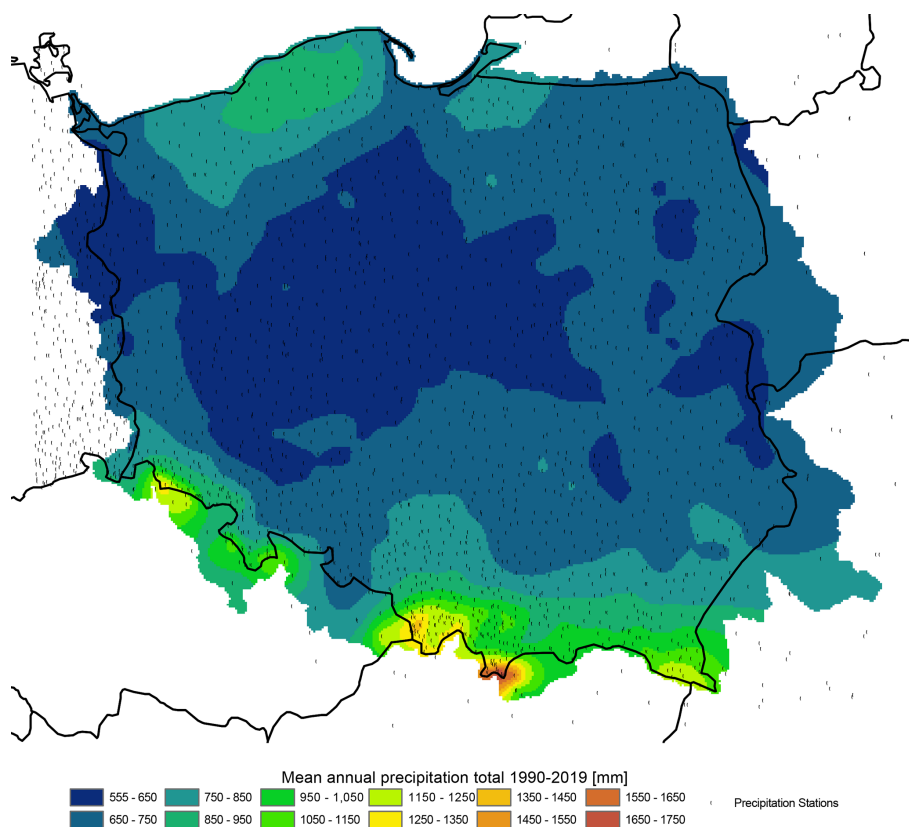 Mean annual precipitation total 1990-2019 [mm]
555 - 650 750 - 850 950 - 1,050 1150 - 1250 1350 - 1450 1550 - 1650 Precipitation Stations
650 - 750 850 - 950 1050 - 1150 1250 - 1350 1450 - 1550 1650 - 1750